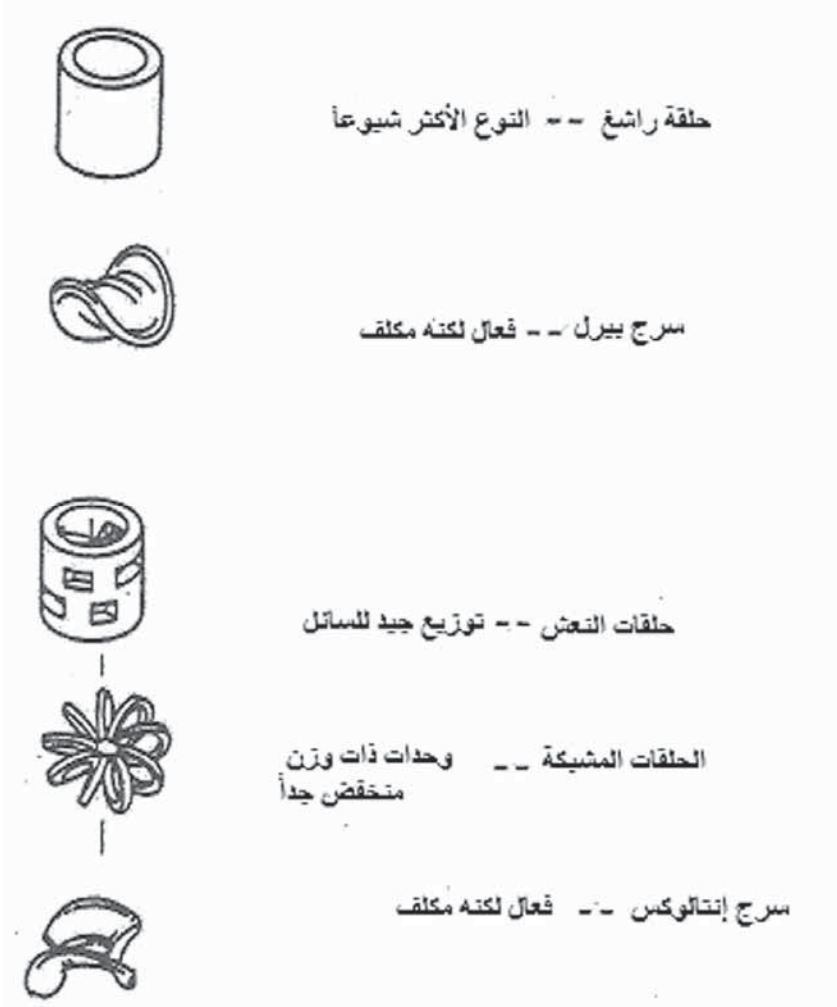 حلقة راشغ -- النوع الأكثر شيوعاً
سرج بيرل -- فعال لكنه مكلف
حلقات النعش -- توزيع جيد للسائل
الحلقات المشبكة -- وحدات ذات وزن
منخفض جداً
سرج إنتالوكس -- فعال لكنه مكلف